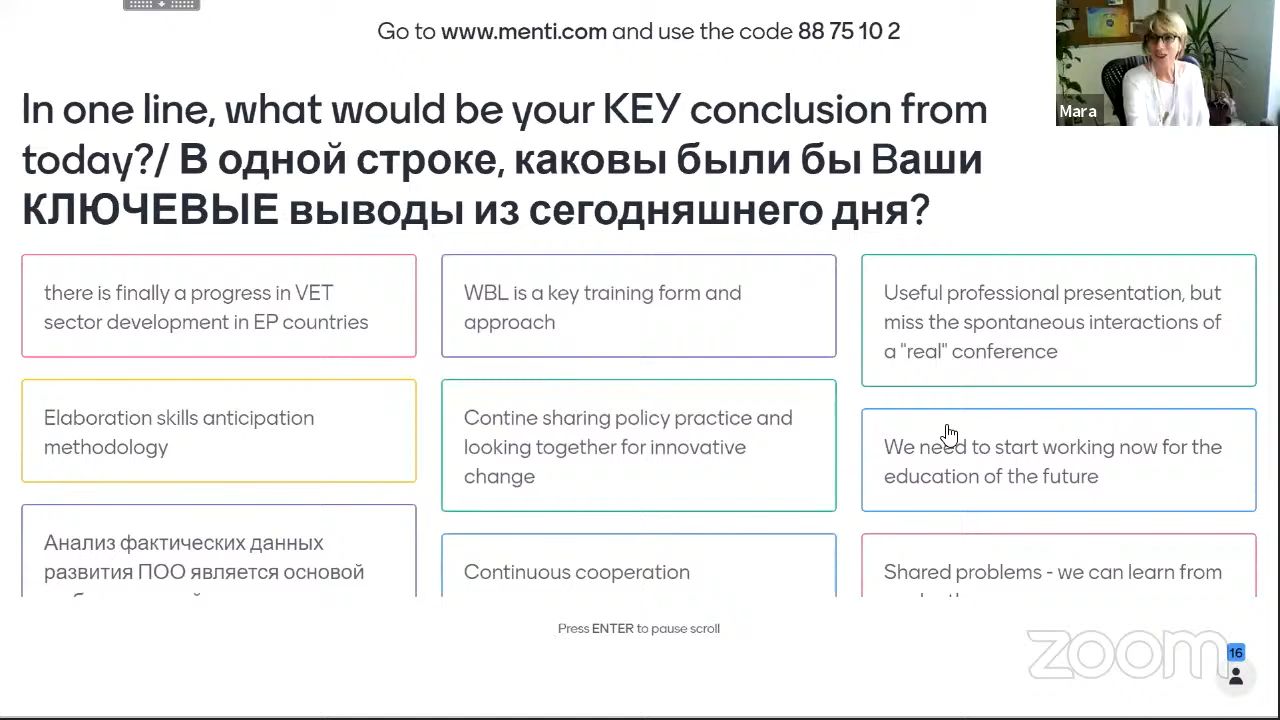 Go to www.menti.com and use the code 88 75 10 2
Mara
In one line, what would be your KEY conclusion from
today?/ В одной строке, каковы были бы Ваши
КЛЮЧЕВЫЕ выводы из сегодняшнего дня?
there is finally a progress in VET
sector development in EP countries
Elaboration skills anticipation
methodology
Анализ фактических данных
развития ПОО является основой
WBL is a key training form and
approach
Contine sharing policy practice and
looking together for innovative
change
Continuous cooperation
Useful professional presentation, but
miss the spontaneous interactions of
a "real" conference
We need to start working now for the
education of the future
Shared problems - we can learn from
Press ENTER to pause scroll
zoom
16